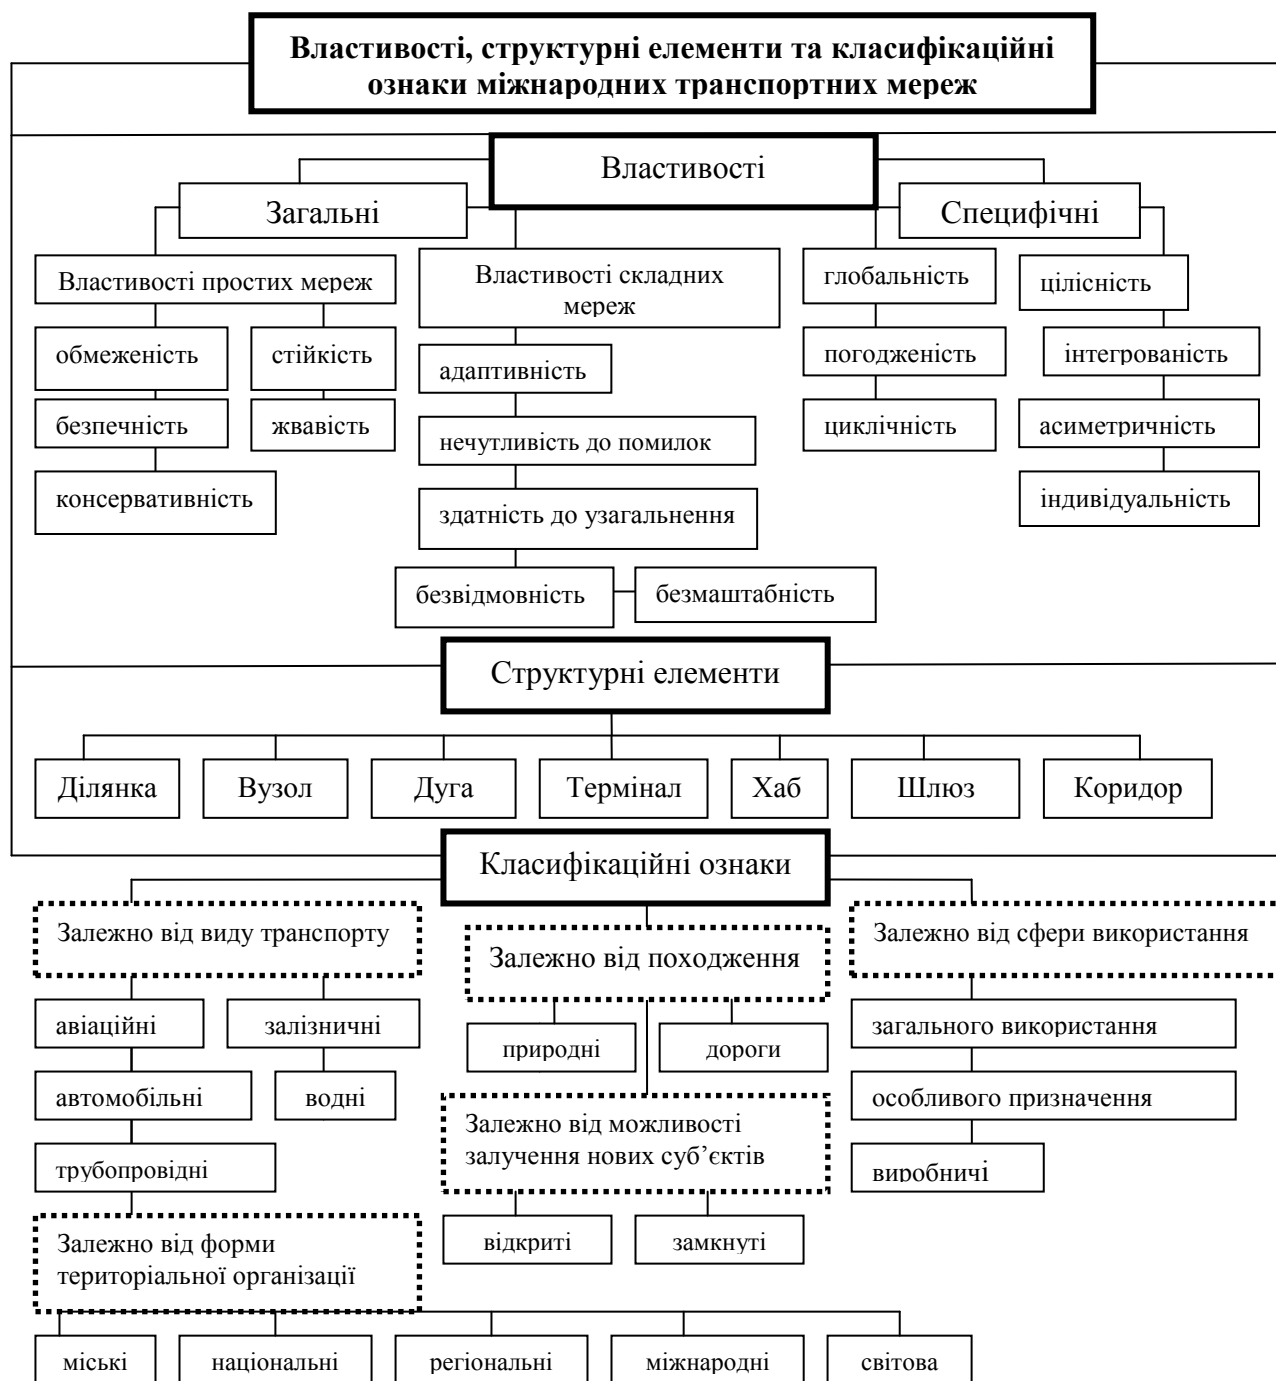 Властивості, структурні елементи та класифікаційні
ознаки міжнародних транспортних мереж
Властивості
Загальні
Специфічні
Властивості простих мереж
Властивості складних
мереж
глобальність
цілісність
обмеженість
стійкість
адаптивність
погодженість
інтегрованість
безпечність
жвавість
нечутливість до помилок
циклічність
асиметричність
консервативність
здатність до узагальнення
індивідуальність
безвідмовність
безмаштабність
Структурні елементи
Ділянка
Вузол
Дуга
Термінал
Хаб
Шлюз
Коридор
Класифікаційні ознаки
Залежно від виду транспорту
Залежно від походження
Залежно від сфери використання
авіаційні
залізничні
природні
дороги
загального використання
автомобільні
водні
особливого призначення
Залежно від можливості
залучення нових суб’єктів
трубопровідні
виробничі
Залежно від форми
територіальної організації
відкриті
замкнуті
міські
національні
регіональні
міжнародні
світова